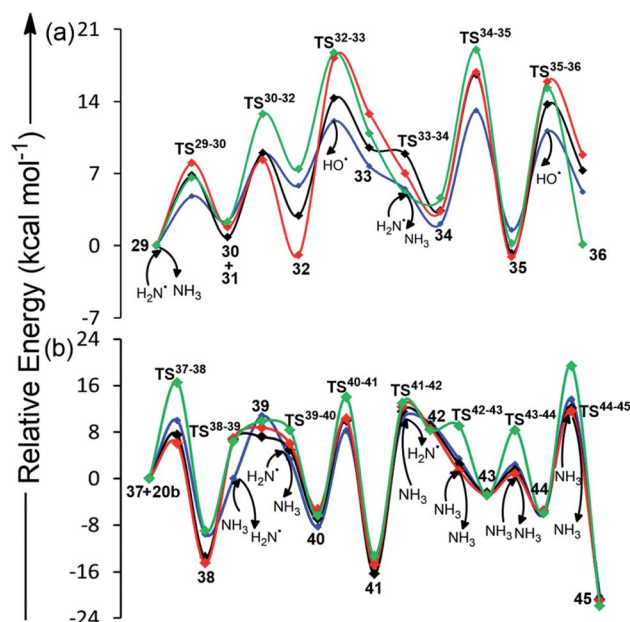 Relative Energy (kcal mol⁻¹)
(a)
21
14
7
0
-7
29
TS²⁹⁻³⁰
H₂N• NH₃
30
+
31
TS³⁰⁻³²
32
TS³²⁻³³
HO•
33
TS³³⁻³⁴
H₂N•
NH₃
34
TS³⁴⁻³⁵
35
TS³⁵⁻³⁶
HO•
36
(b)
24
16
8
0
-8
-16
-24
37+20b
TS³⁷⁻³⁸
38
TS³⁸⁻³⁹
NH₃
H₂N•
39
H₂N•
NH₃
TS³⁹⁻⁴⁰
40
TS⁴⁰⁻⁴¹
41
TS⁴¹⁻⁴²
NH₃
H₂N•
42
NH₃
NH₃
TS⁴²⁻⁴³
43
TS⁴³⁻⁴⁴
NH₃ NH₃
44
TS⁴⁴⁻⁴⁵
NH₃
NH₃
45